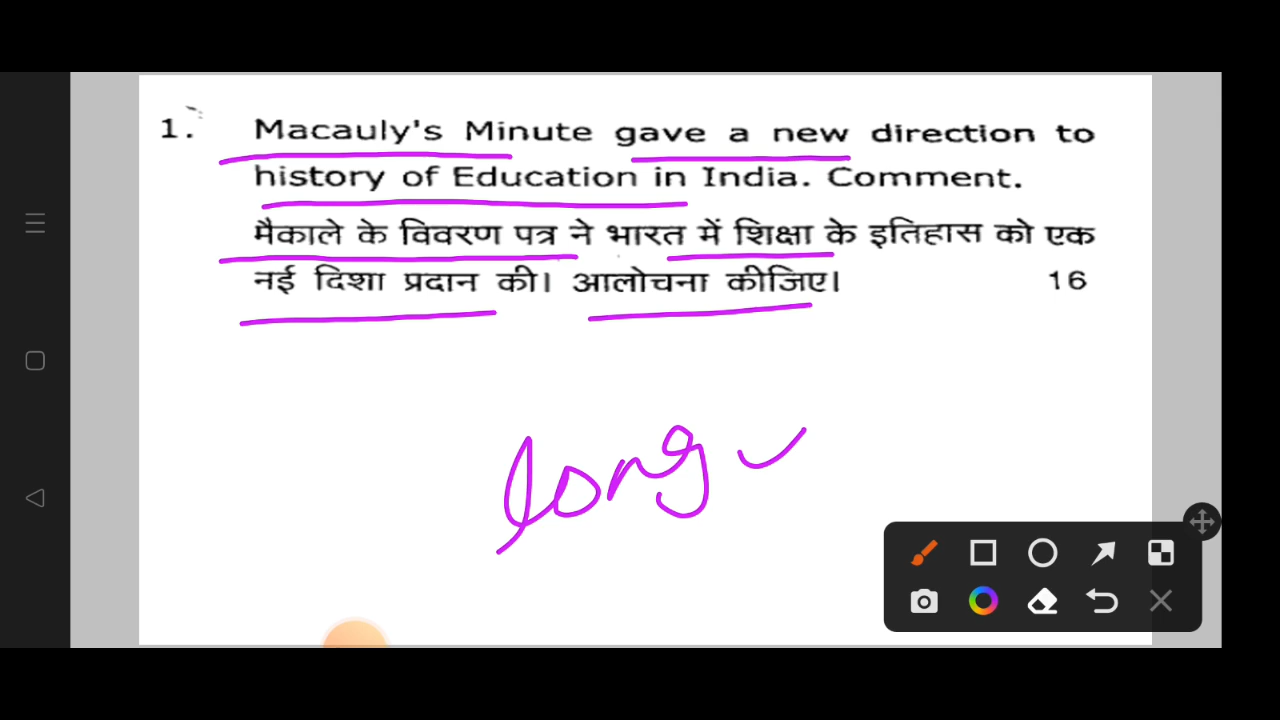 1. Macauly's Minute gave a new direction to
history of Education in India. Comment.
मैकाले के विवरण पत्र ने भारत में शिक्षा के इतिहास को एक
नई दिशा प्रदान की। आलोचना कीजिए। 16
long